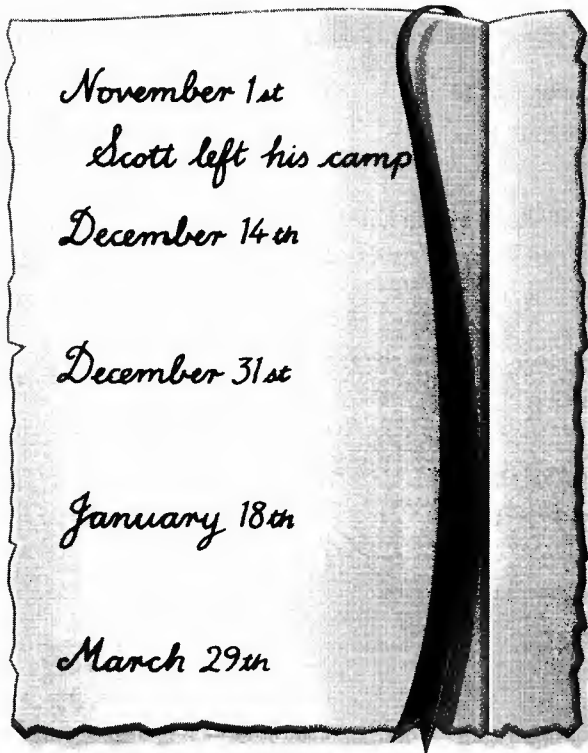 November 1st
Scott left his camp
December 14th
December 31st
January 18th
March 29th